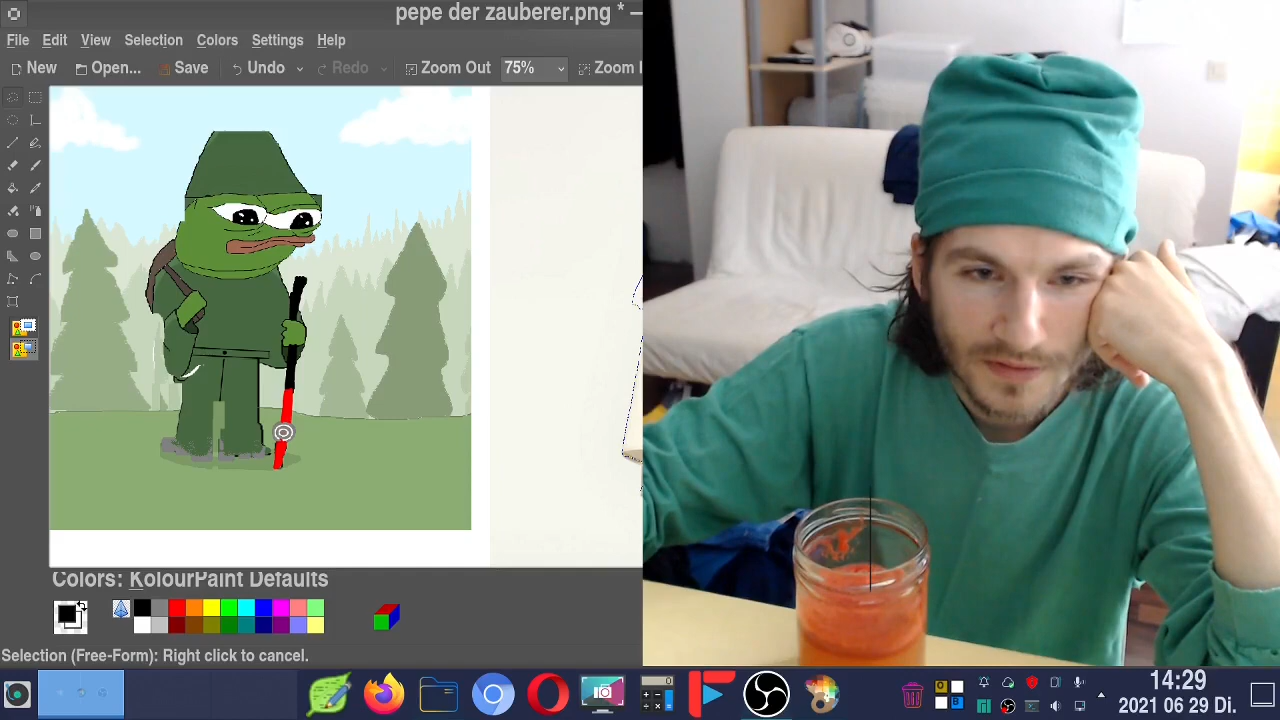 pepe der zauberer.png * —
File Edit View Selection Colors Settings Help
New Open... Save Undo Redo Zoom Out 75% Zoom I
Colors: KolourPaint Defaults
Selection (Free-Form): Right click to cancel.
14:29
2021 06 29 Di.